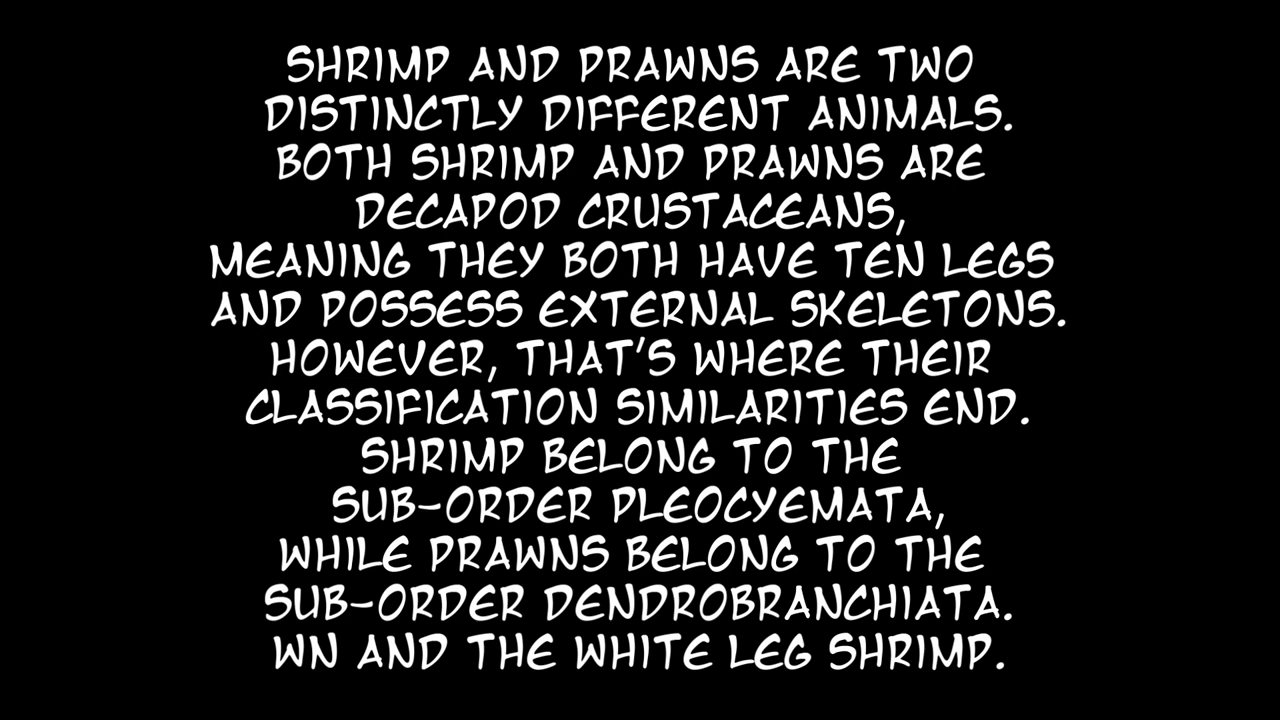 SHRIMP AND PRAWNS ARE TWO
DISTINCTLY DIFFERENT ANIMALS.
BOTH SHRIMP AND PRAWNS ARE
DECAPOD CRUSTACEANS,
MEANING THEY BOTH HAVE TEN LEGS
AND POSSESS EXTERNAL SKELETONS.
HOWEVER, THAT'S WHERE THEIR
CLASSIFICATION SIMILARITIES END.
SHRIMP BELONG TO THE
SUB-ORDER PLEOCYEMATA,
WHILE PRAWNS BELONG TO THE
SUB-ORDER DENDROBRANCHIATA.
WN AND THE WHITE LEG SHRIMP.